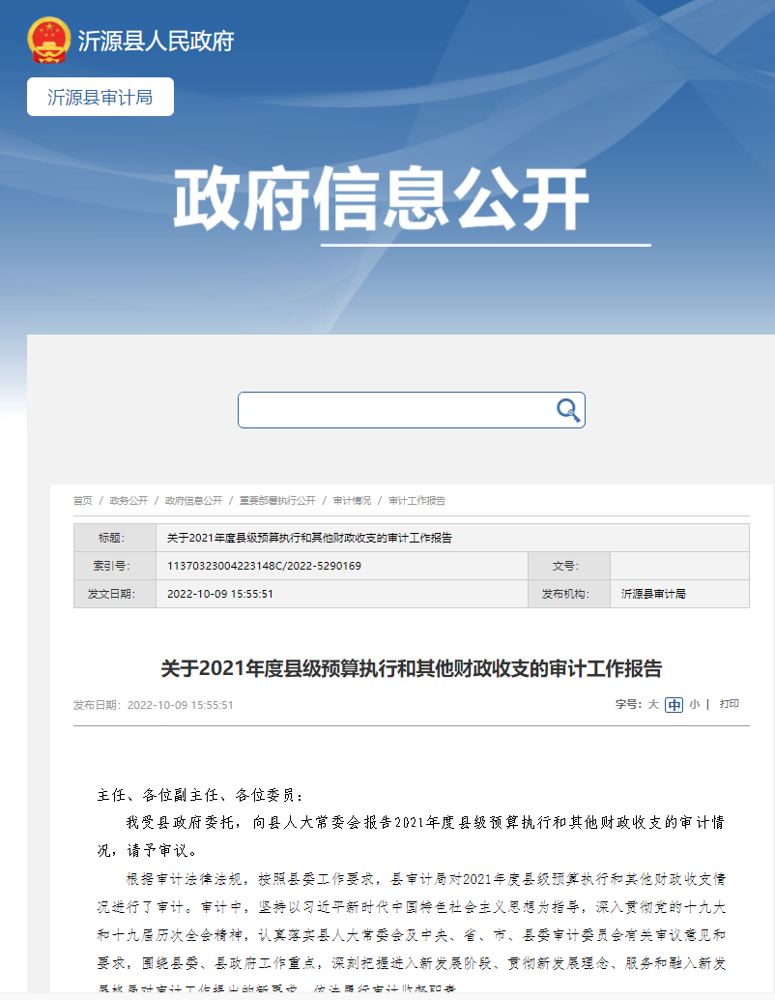 沂源县人民政府
沂源县审计局
政府信息公开
首页 / 政务公开 / 政府信息公开 / 重要部署执行公开 / 审计情况 / 审计工作报告
标题: 关于2021年度县级预算执行和其他财政收支的审计工作报告
索引号: 11370323004223148C/2022-5290169 文号:
发文日期: 2022-10-09 15:55:51 发布机构: 沂源县审计局
关于2021年度县级预算执行和其他财政收支的审计工作报告
发布日期：2022-10-09 15:55:51 字号：大 中 小 | 打印
主任、各位副主任、各位委员：
我受县政府委托，向县人大常委会报告2021年度县级预算执行和其他财政收支的审计情
况，请予审议。
根据审计法律法规，按照县委工作要求，县审计局对2021年度县级预算执行和其他财政收支情
况进行了审计。审计中，坚持以习近平新时代中国特色社会主义思想为指导，深入贯彻党的十九大
和十九届历次全会精神，认真落实县人大常委会及中央、省、市、县委审计委员会有关审议意见和
要求，围绕县委、县政府工作重点，深刻把握进入新发展阶段、贯彻新发展理念、服务和融入新发
展格局对审计工作提出的新要求，依法履行审计监督职责。